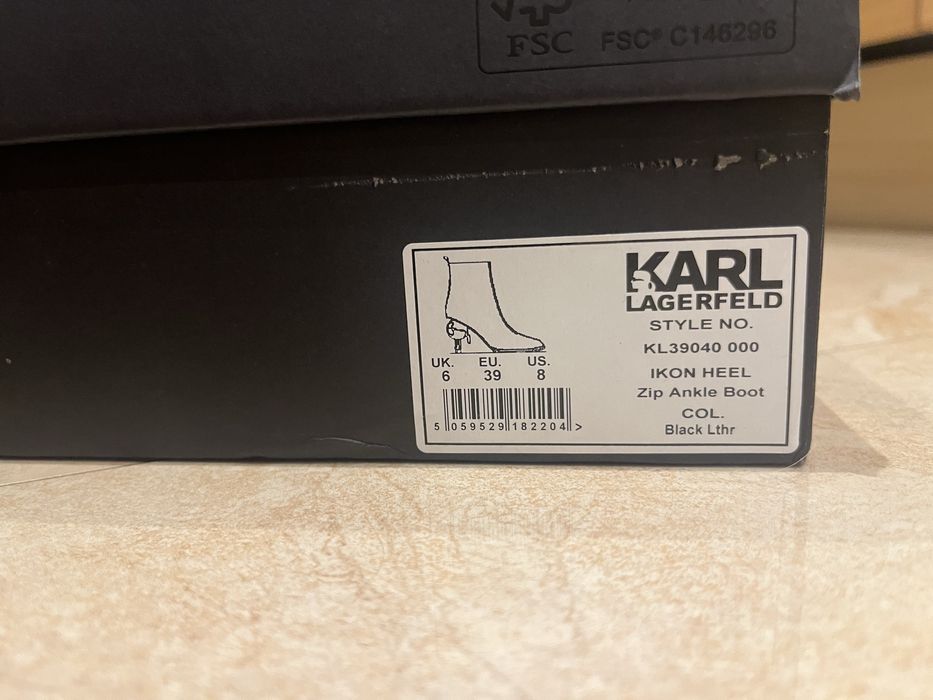 FSC FSC® C146296
KARL
LAGERFELD
STYLE NO.
KL39040 000
IKON HEEL
Zip Ankle Boot
COL.
Black Lthr
UK. EU. US.
6 39 8
5 059529 182204 >